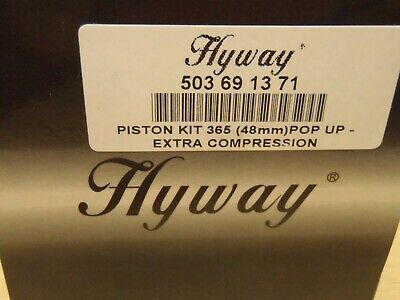 Hyway
503 69 13 71
PISTON KIT 365 (48mm)POP UP -
EXTRA COMPRESSION
Hyway®